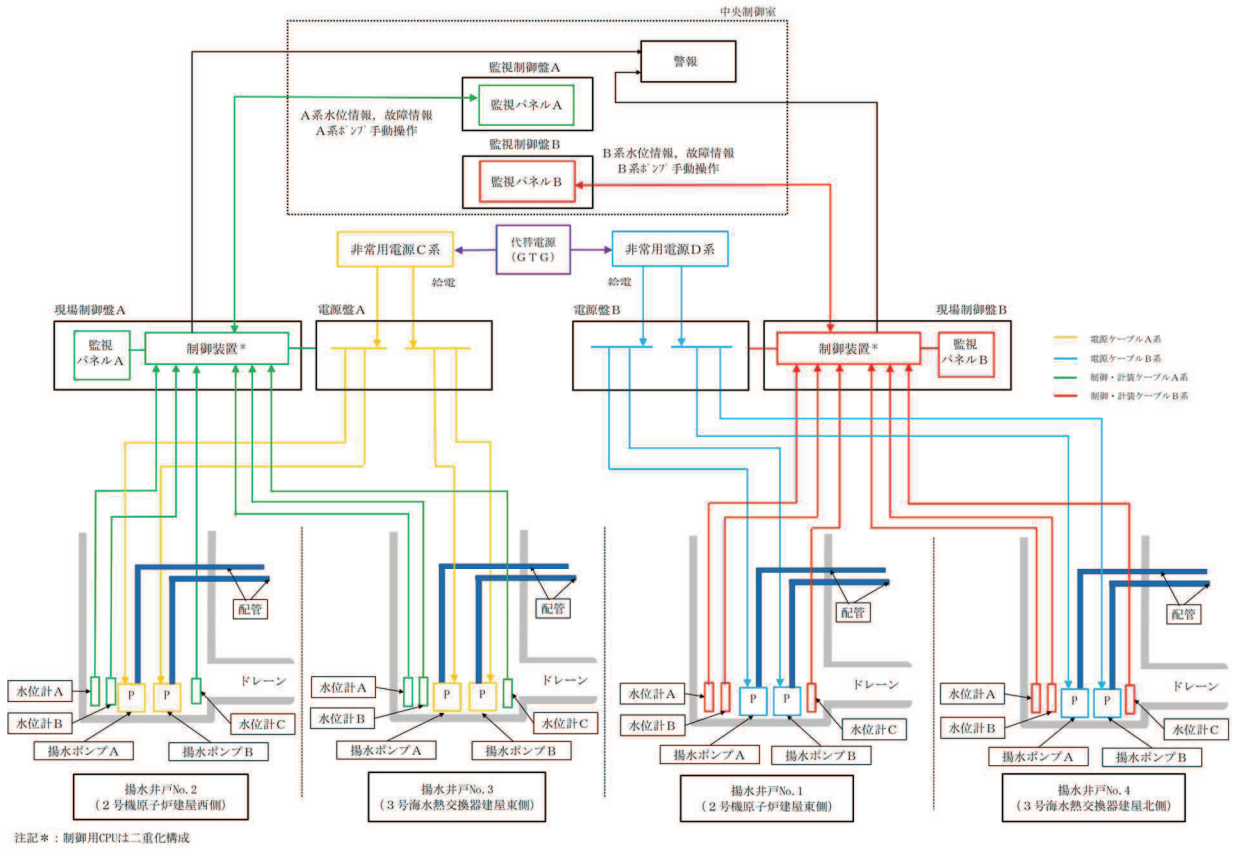 中央制御室
警報
監視制御盤A
監視パネルA
A系水位情報，故障情報
A系ﾎﾟﾝﾌﾟ手動操作
監視制御盤B
監視パネルB
B系水位情報，故障情報
B系ﾎﾟﾝﾌﾟ手動操作
非常用電源C系
代替電源
(GTG)
非常用電源D系
給電
給電
現場制御盤A
電源盤A
電源盤B
現場制御盤B
監視
パネルA
制御装置*
制御装置*
監視
パネルB
電源ケーブルA系
電源ケーブルB系
制御・計装ケーブルA系
制御・計装ケーブルB系
配管
配管
配管
配管
ドレーン
ドレーン
ドレーン
ドレーン
水位計A
P
P
水位計B
水位計C
揚水ポンプA
揚水ポンプB
水位計A
P
P
水位計B
水位計C
揚水ポンプA
揚水ポンプB
水位計A
P
P
水位計B
水位計C
揚水ポンプA
揚水ポンプB
水位計A
P
P
水位計B
水位計C
揚水ポンプA
揚水ポンプB
揚水井戸No.2
(2号機原子炉建屋西側)
揚水井戸No.3
(3号海水熱交換器建屋東側)
揚水井戸No.1
(2号機原子炉建屋東側)
揚水井戸No.4
(3号海水熱交換器建屋北側)
注記*：制御用CPUは二重化構成